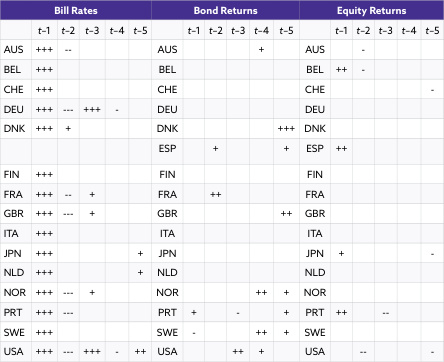 Bill Rates Bond Returns Equity Returns
t–1 t–2 t–3 t–4 t–5 t–1 t–2 t–3 t–4 t–5 t–1 t–2 t–3 t–4 t–5
AUS +++ -- AUS + AUS -
BEL +++ BEL BEL ++ -
CHE +++ CHE CHE -
DEU +++ --- +++ - DEU DEU
DNK +++ + DNK +++ DNK
ESP + + ESP ++
FIN +++ FIN FIN
FRA +++ -- + FRA ++ FRA
GBR +++ --- + GBR ++ GBR
ITA +++ ITA ITA
JPN +++ + JPN JPN + -
NLD +++ + NLD NLD
NOR +++ --- + NOR ++ + NOR
PRT +++ --- PRT + - + PRT ++ --
SWE +++ SWE - ++ + SWE
USA +++ --- +++ - ++ USA ++ + USA -- -